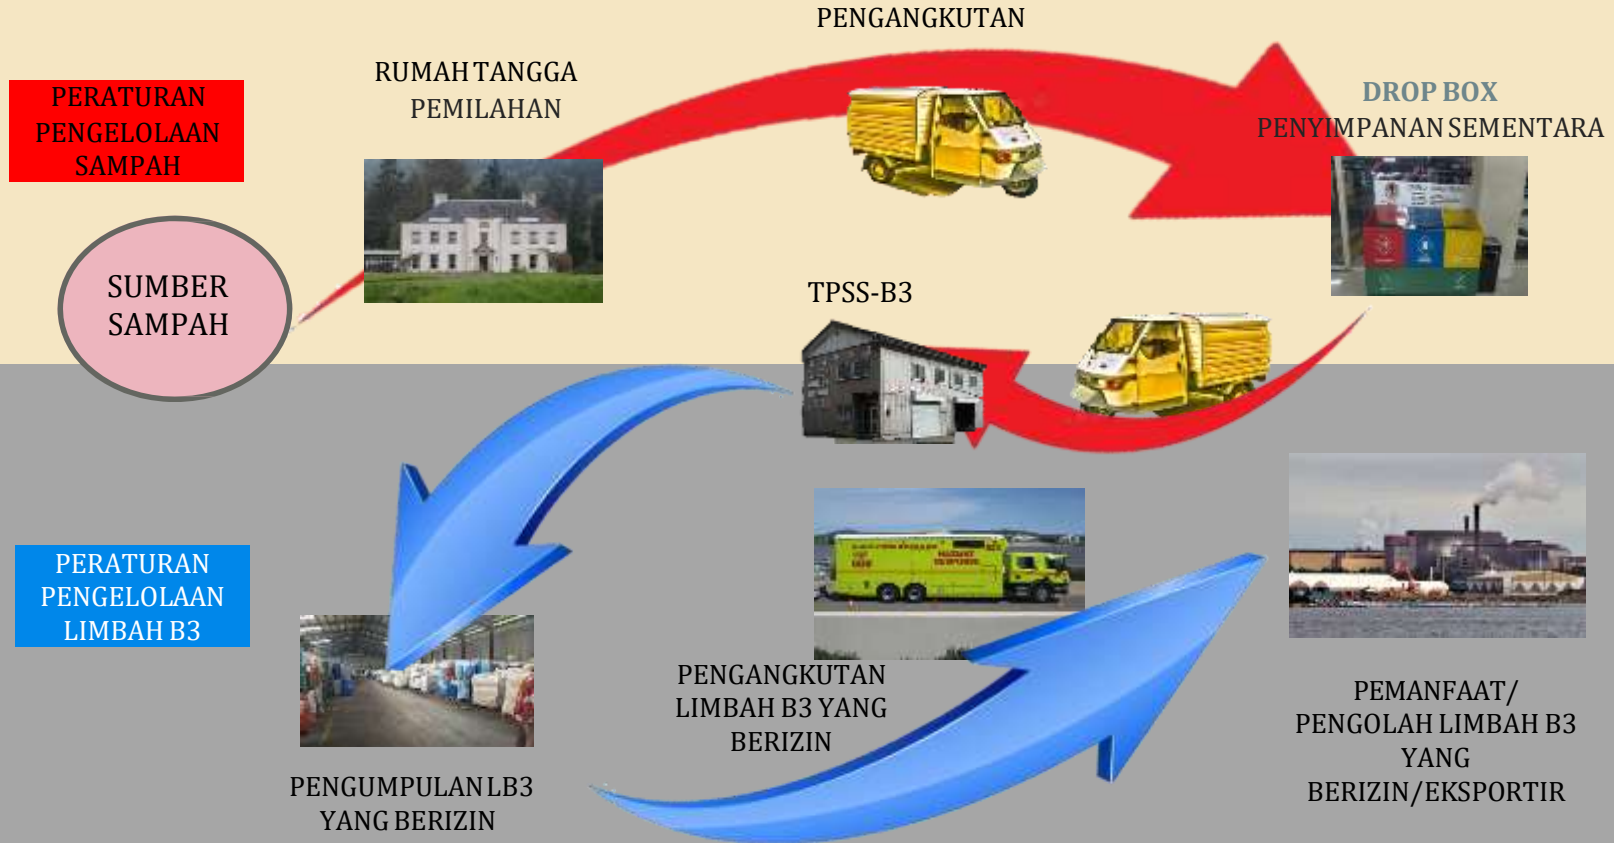 PENGANGKUTAN
RUMAH TANGGA
PEMILAHAN
PERATURAN
PENGELOLAAN
SAMPAH
DROP BOX
PENYIMPANAN SEMENTARA
SUMBER
SAMPAH
TPSS-B3
PERATURAN
PENGELOLAAN
LIMBAH B3
PENGANGKUTAN
LIMBAH B3 YANG
BERIZIN
PEMANFAAT/
PENGOLAH LIMBAH B3
YANG
BERIZIN/EKSPORTIR
PENGUMPULAN LB3
YANG BERIZIN